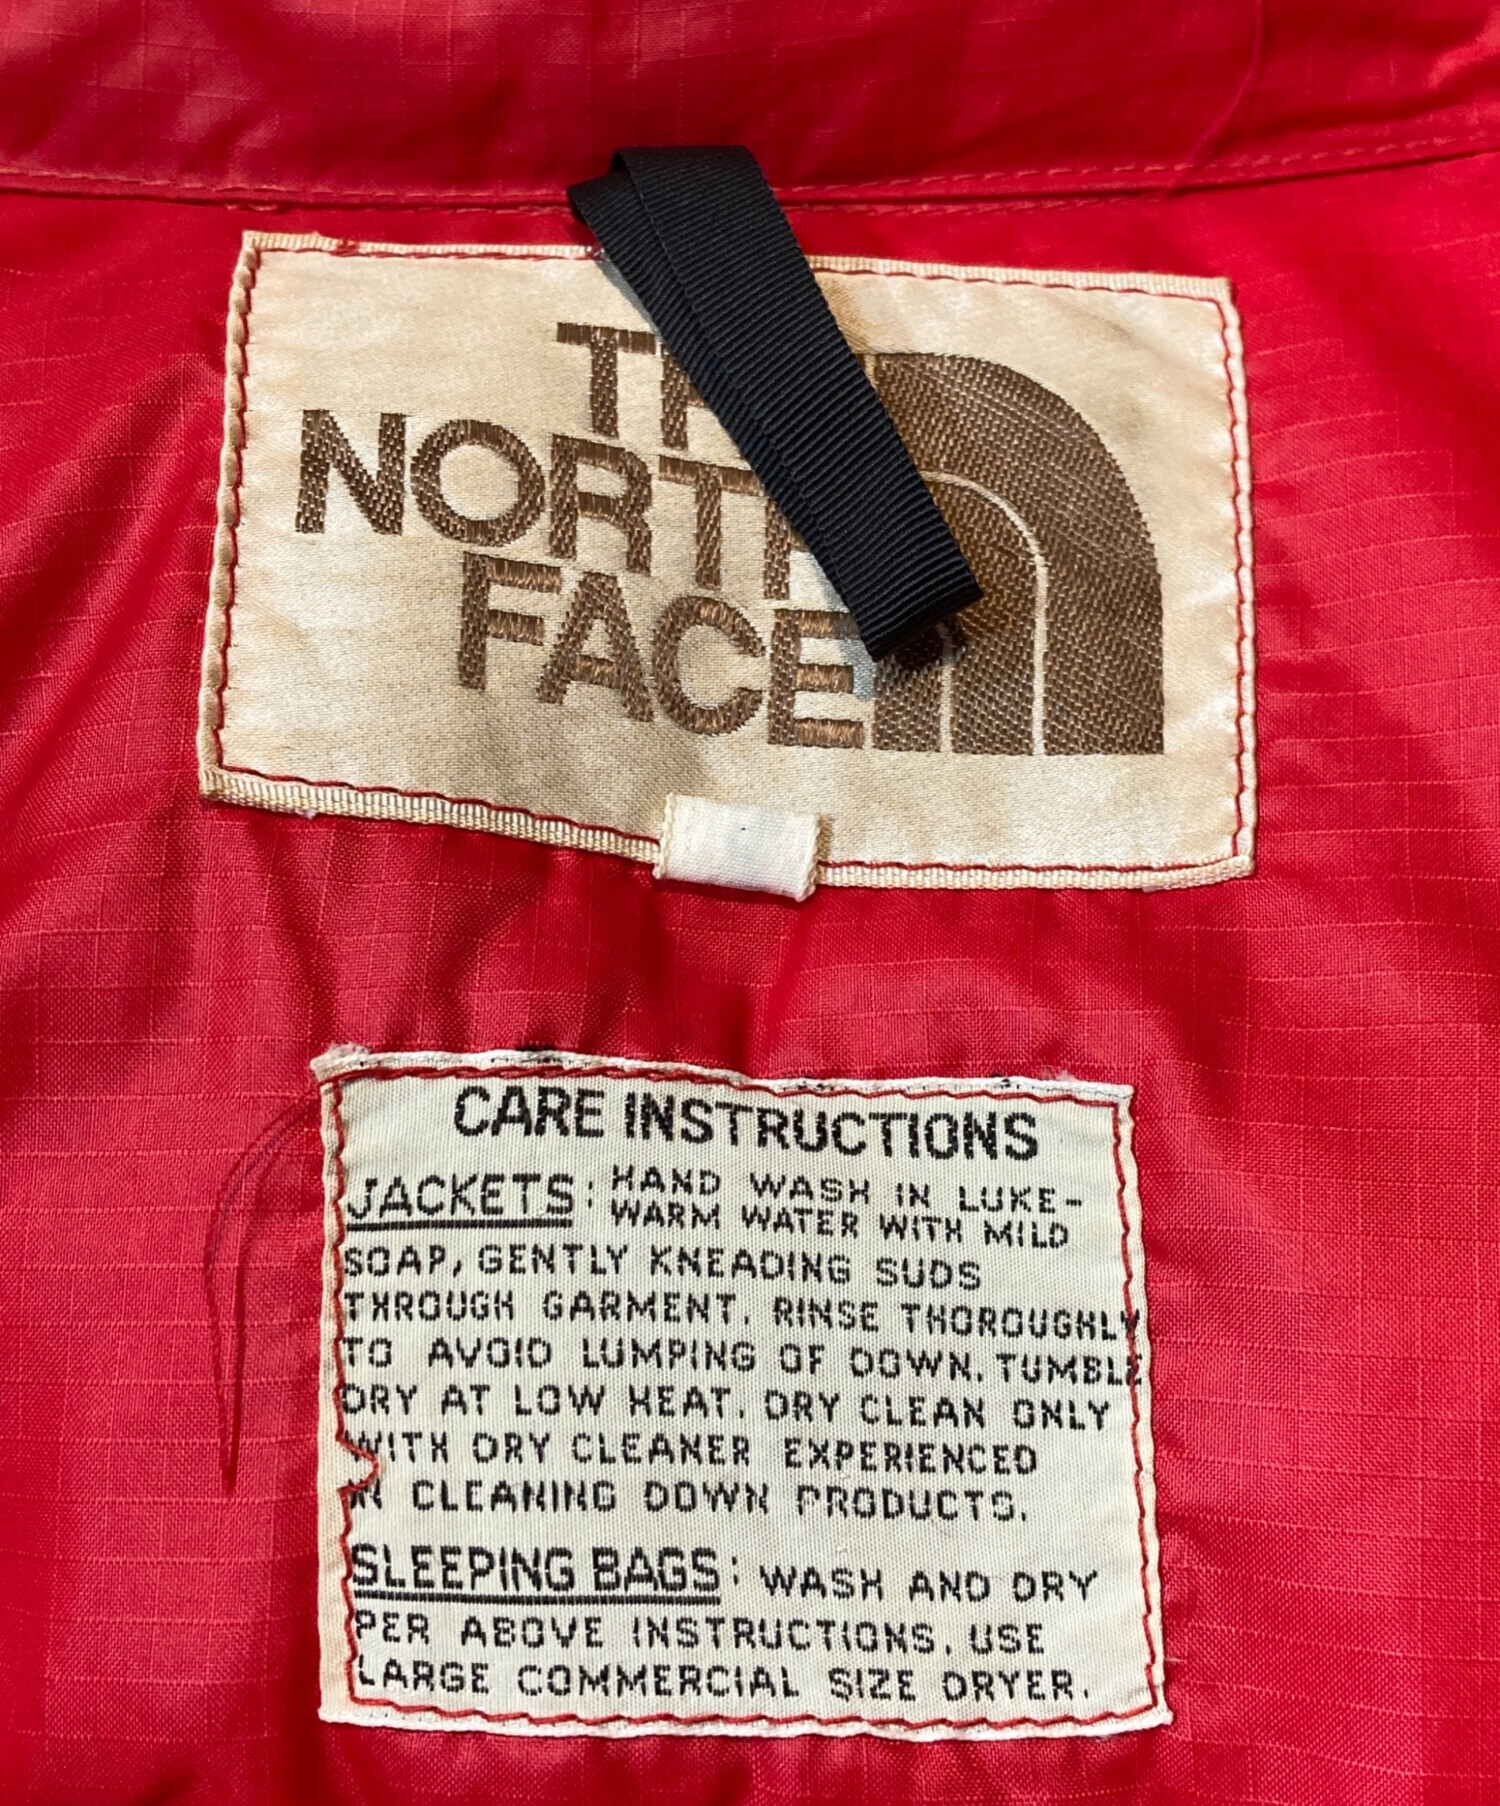 THE
NORTH
FACE
CARE INSTRUCTIONS
JACKETS: HAND WASH IN LUKE-
WARM WATER WITH MILD
SOAP, GENTLY KNEADING SUDS
THROUGH GARMENT. RINSE THOROUGHLY
TO AVOID LUMPING OF DOWN. TUMBLE
DRY AT LOW HEAT. DRY CLEAN ONLY
WITH DRY CLEANER EXPERIENCED
IN CLEANING DOWN PRODUCTS.
SLEEPING BAGS: WASH AND DRY
PER ABOVE INSTRUCTIONS. USE
LARGE COMMERCIAL SIZE DRYER.